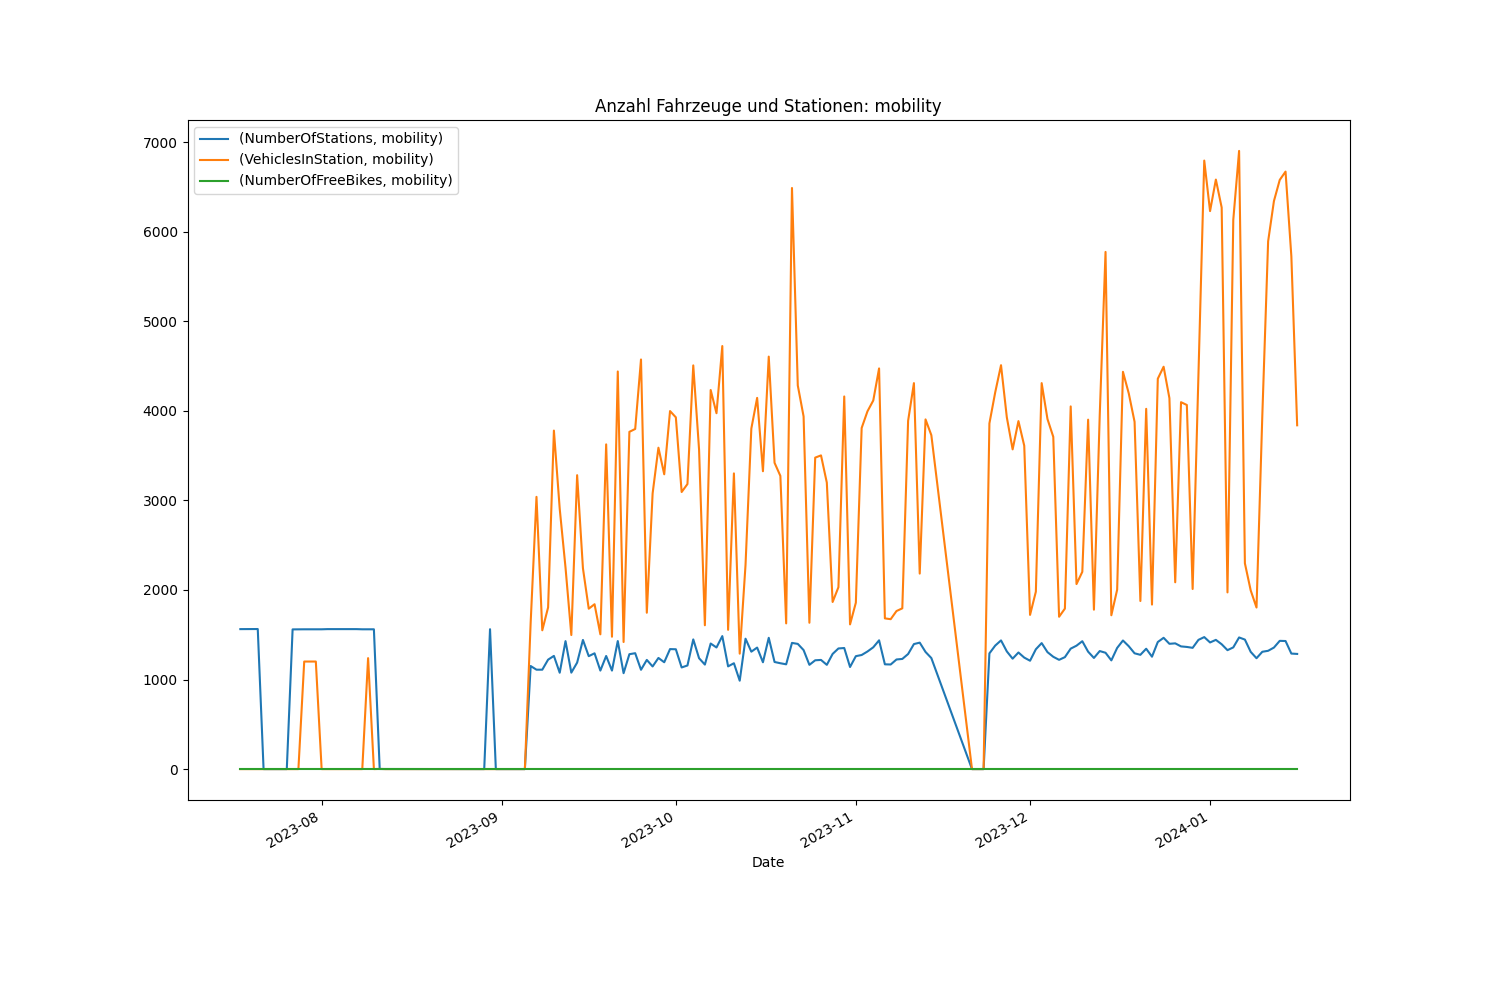 Anzahl Fahrzeuge und Stationen: mobility
(NumberOfStations, mobility)
(VehiclesInStation, mobility)
(NumberOfFreeBikes, mobility)
7000
6000
5000
4000
3000
2000
1000
0
2023-08
2023-09
2023-10
2023-11
2023-12
2024-01
Date